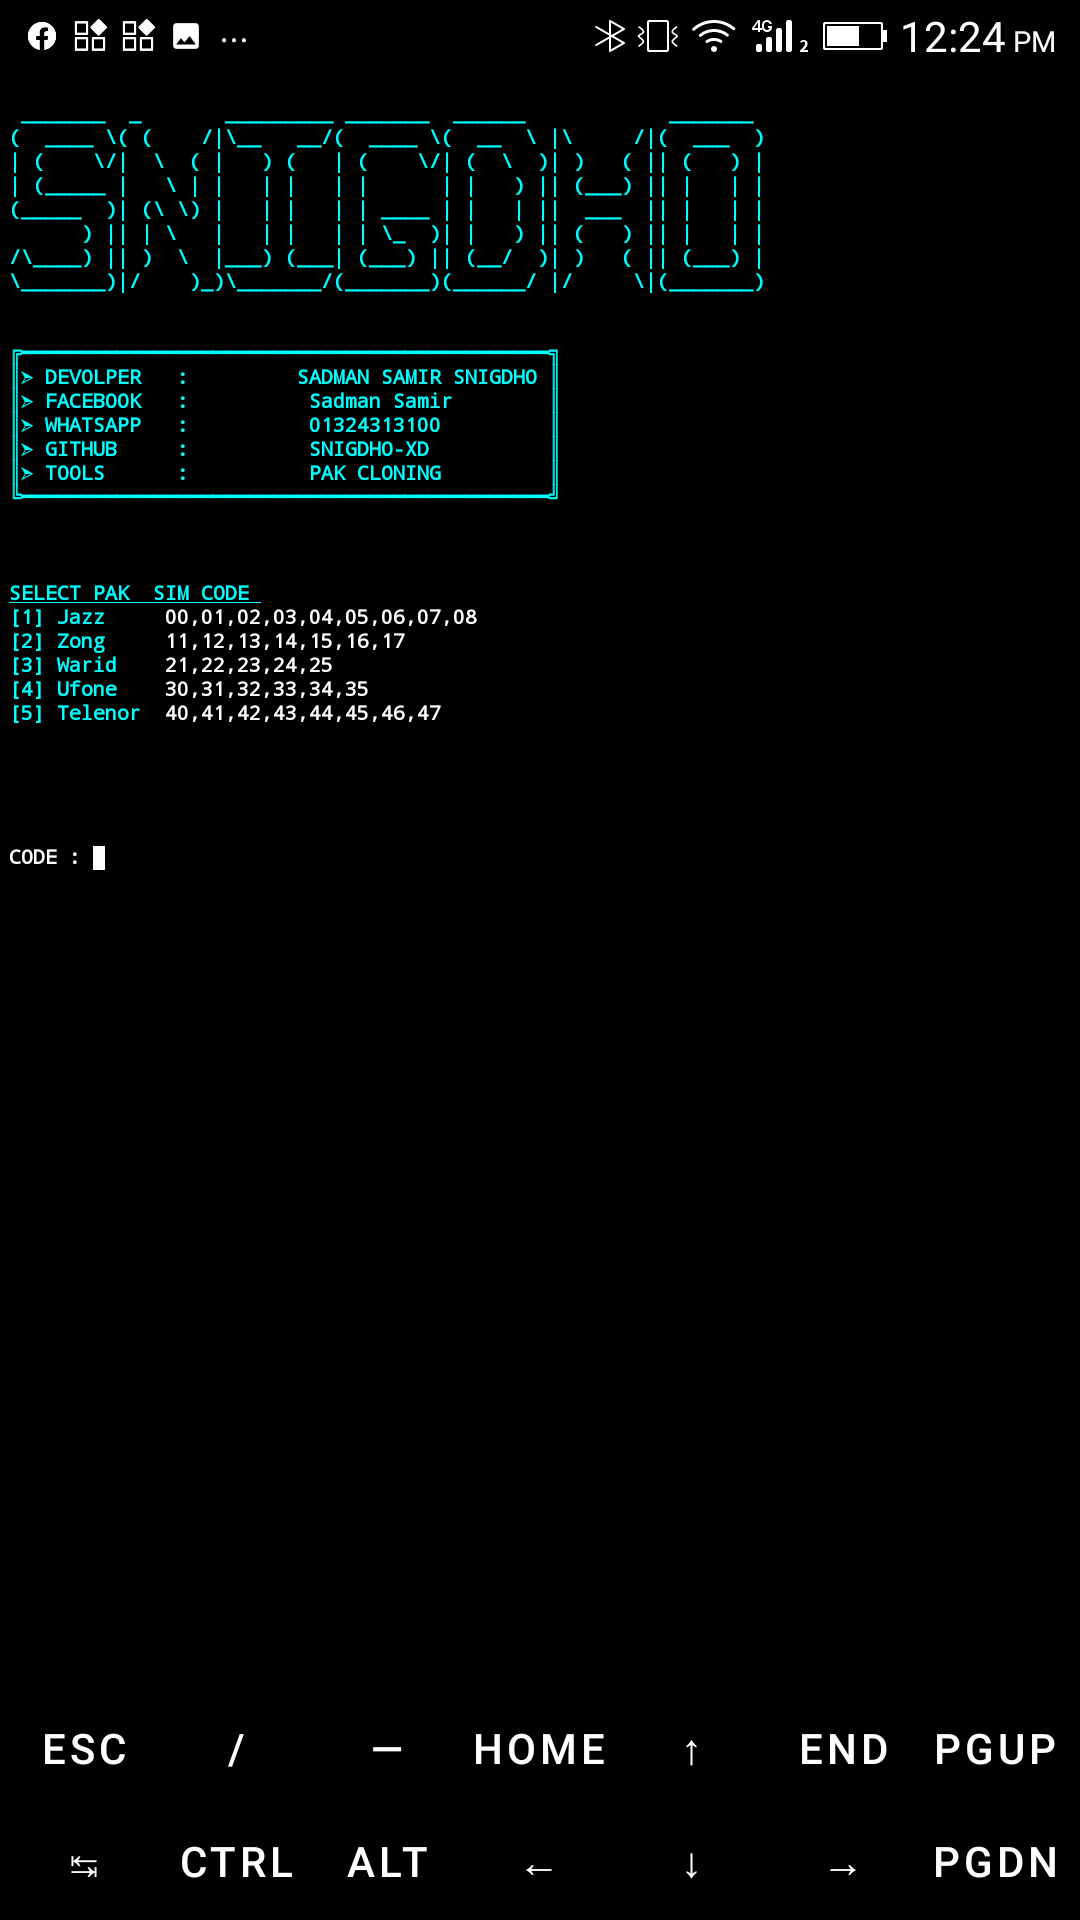 4G 2 12:24 PM
SNIGDHO
➤ DEVOLPER : SADMAN SAMIR SNIGDHO
➤ FACEBOOK : Sadman Samir
➤ WHATSAPP : 01324313100
➤ GITHUB : SNIGDHO-XD
➤ TOOLS : PAK CLONING
SELECT PAK SIM CODE
[1] Jazz 00,01,02,03,04,05,06,07,08
[2] Zong 11,12,13,14,15,16,17
[3] Warid 21,22,23,24,25
[4] Ufone 30,31,32,33,34,35
[5] Telenor 40,41,42,43,44,45,46,47
CODE :
ESC / — HOME ↑ END PGUP
↹ CTRL ALT ← ↓ → PGDN